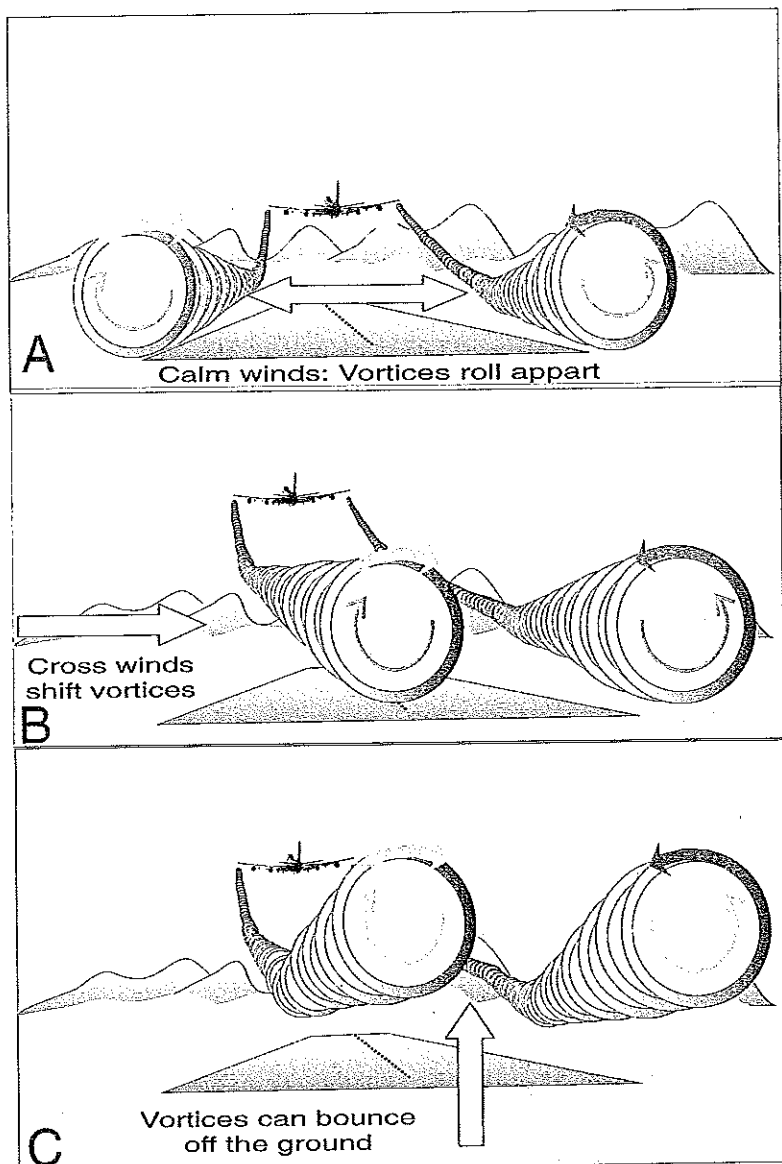 A
Calm winds: Vortices roll appart
Cross winds
shift vortices
B
Vortices can bounce
off the ground
C